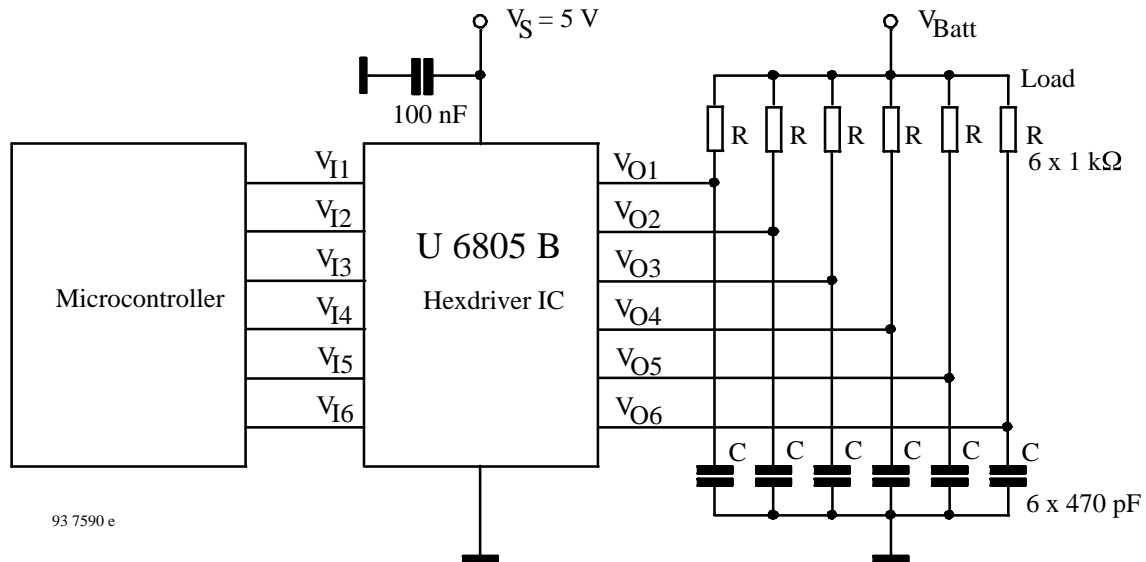 V_S = 5 V
V_Batt
Load
100 nF
R
R
R
R
R
R
6 x 1 kΩ
V_I1
V_I2
V_I3
V_I4
V_I5
V_I6
Microcontroller
U 6805 B
Hexdriver IC
V_O1
V_O2
V_O3
V_O4
V_O5
V_O6
C
C
C
C
C
C
6 x 470 pF
93 7590 e